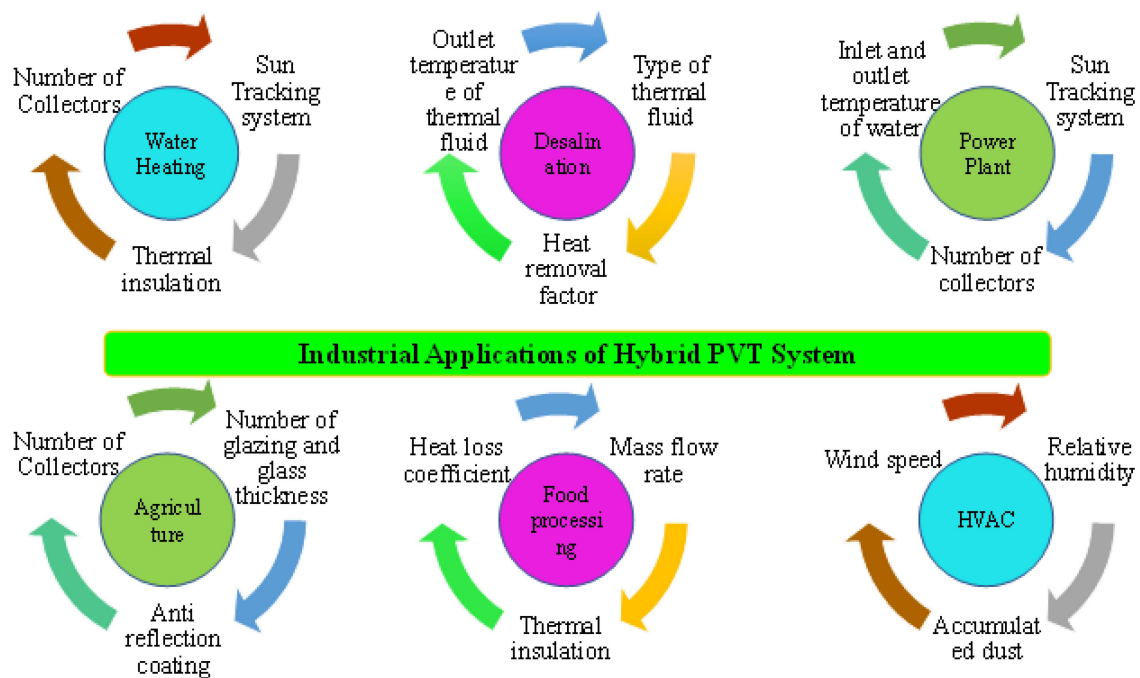 Number of
Collectors
Sun
Tracking
system
Water
Heating
Thermal
insulation
Outlet
temperatur
e of
thermal
fluid
Type of
thermal
fluid
Desalin
ation
Heat
removal
factor
Inlet and
outlet
temperature
of water
Sun
Tracking
system
Power
Plant
Number of
collectors
Industrial Applications of Hybrid PVT System
Number of
Collectors
Number of
glazing and
glass
thickness
Agricul
ture
Anti
reflection
coating
Heat loss
coefficient
Mass flow
rate
Food
processi
ng
Thermal
insulation
Wind speed
Relative
humidity
HVAC
Accumulat
ed dust